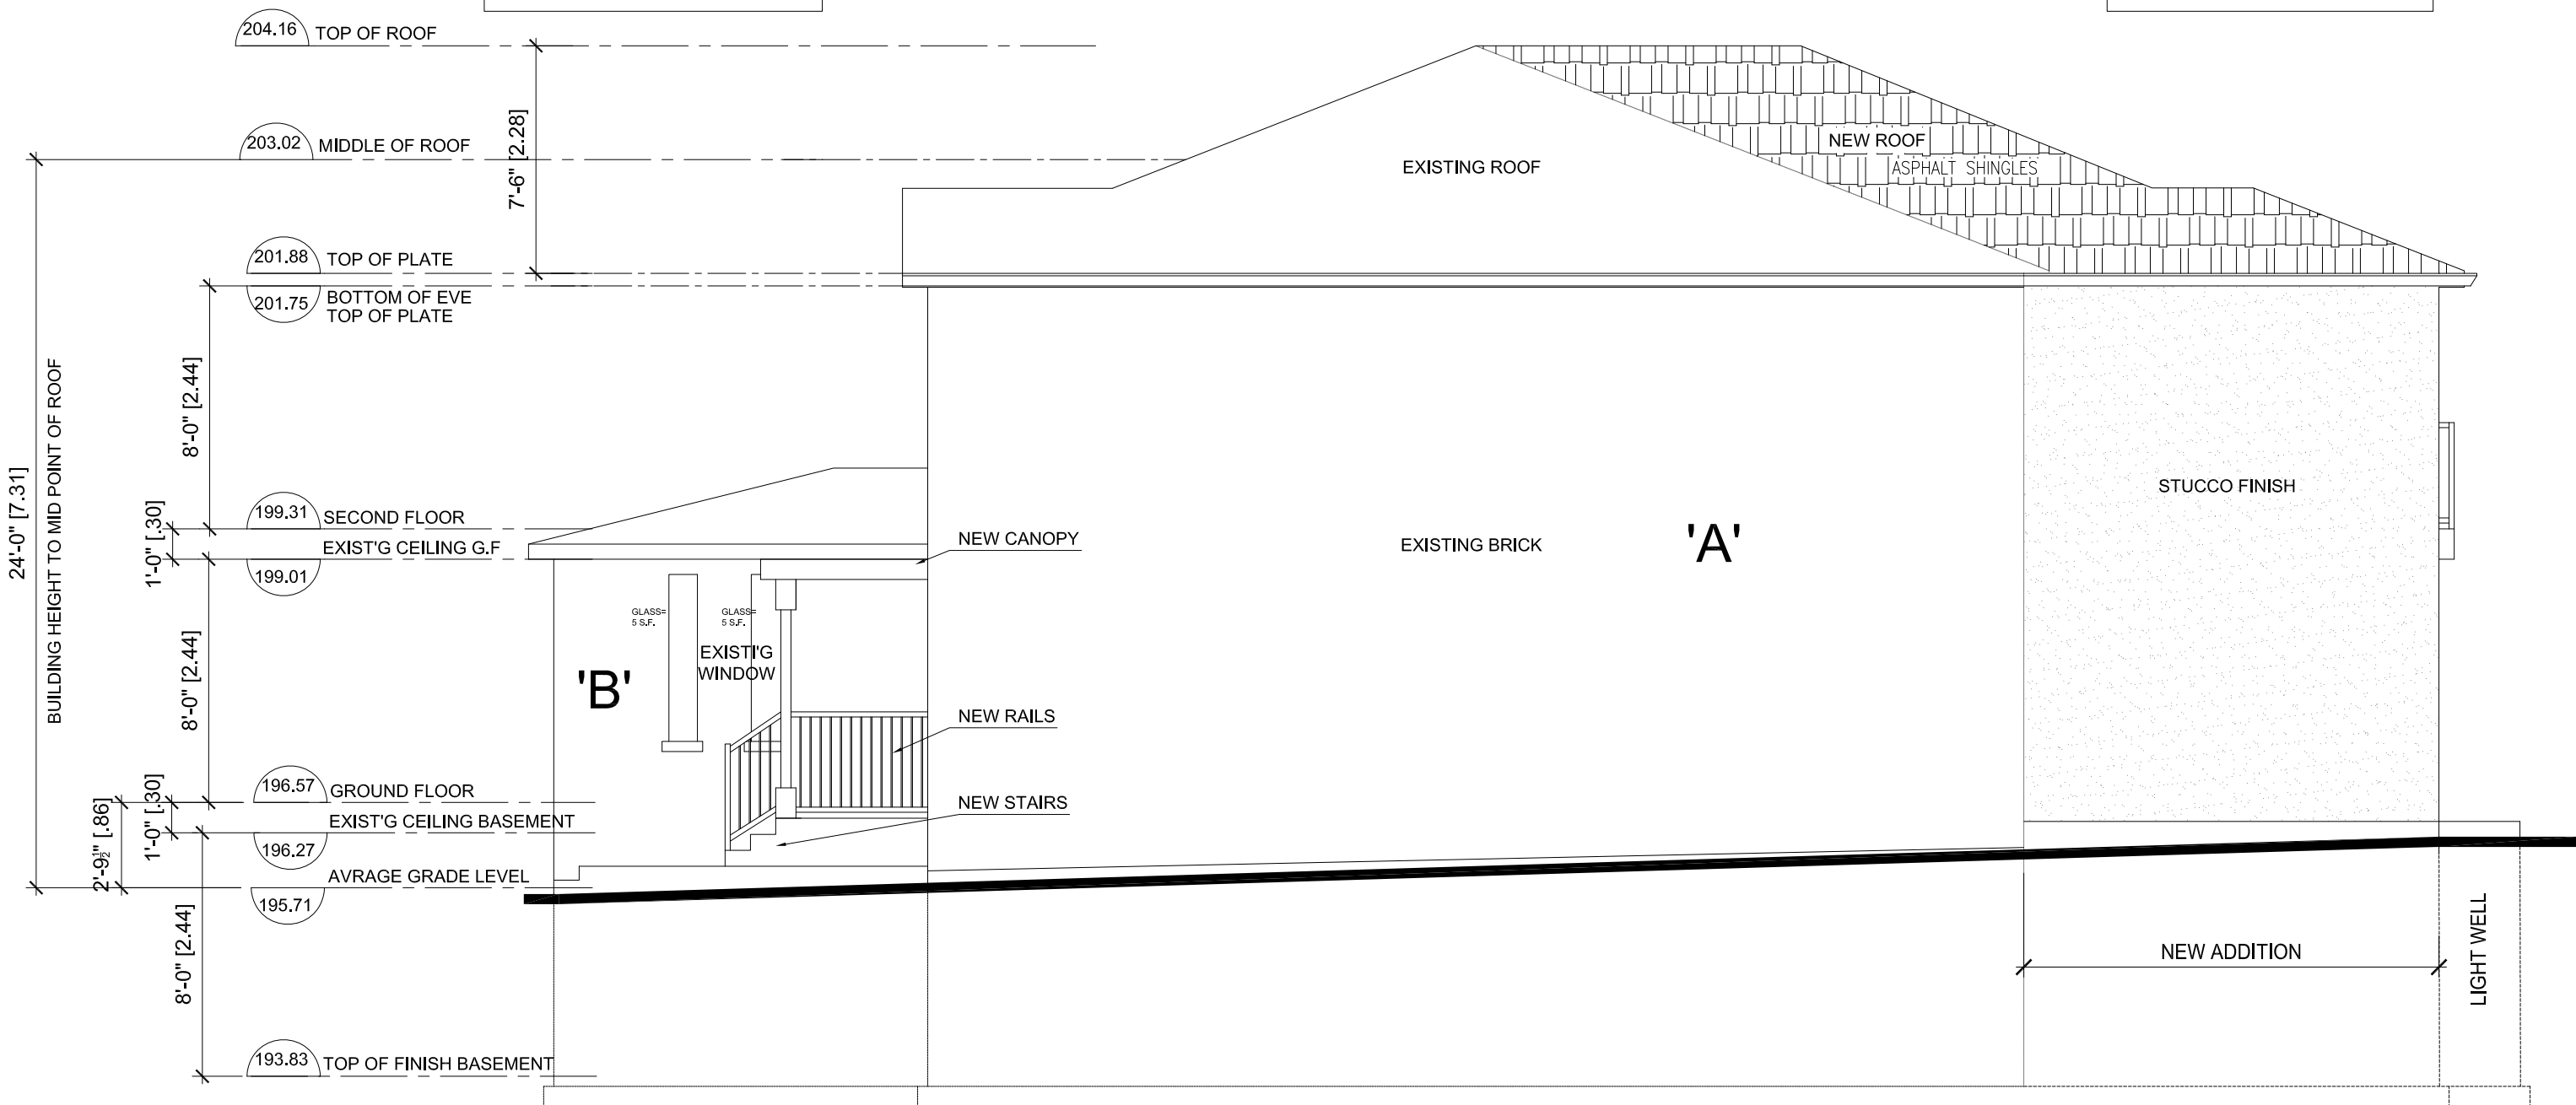 204.16 TOP OF ROOF
203.02 MIDDLE OF ROOF
7'-6" [2.28]
EXISTING ROOF
NEW ROOF
ASPHALT SHINGLES
201.88 TOP OF PLATE
201.75 BOTTOM OF EVE
TOP OF PLATE
24'-0" [7.31]
BUILDING HEIGHT TO MID POINT OF ROOF
8'-0" [2.44]
199.31 SECOND FLOOR
1'-0" [.30]
EXIST'G CEILING G.F
199.01
NEW CANOPY
EXISTING BRICK
'A'
STUCCO FINISH
GLASS=
5 S.F.
GLASS=
5 S.F.
EXISTI'G
WINDOW
'B'
8'-0" [2.44]
NEW RAILS
196.57 GROUND FLOOR
NEW STAIRS
2'-9½" [.86]
1'-0" [.30]
EXIST'G CEILING BASEMENT
196.27
AVRAGE GRADE LEVEL
195.71
8'-0" [2.44]
NEW ADDITION
LIGHT WELL
193.83 TOP OF FINISH BASEMENT